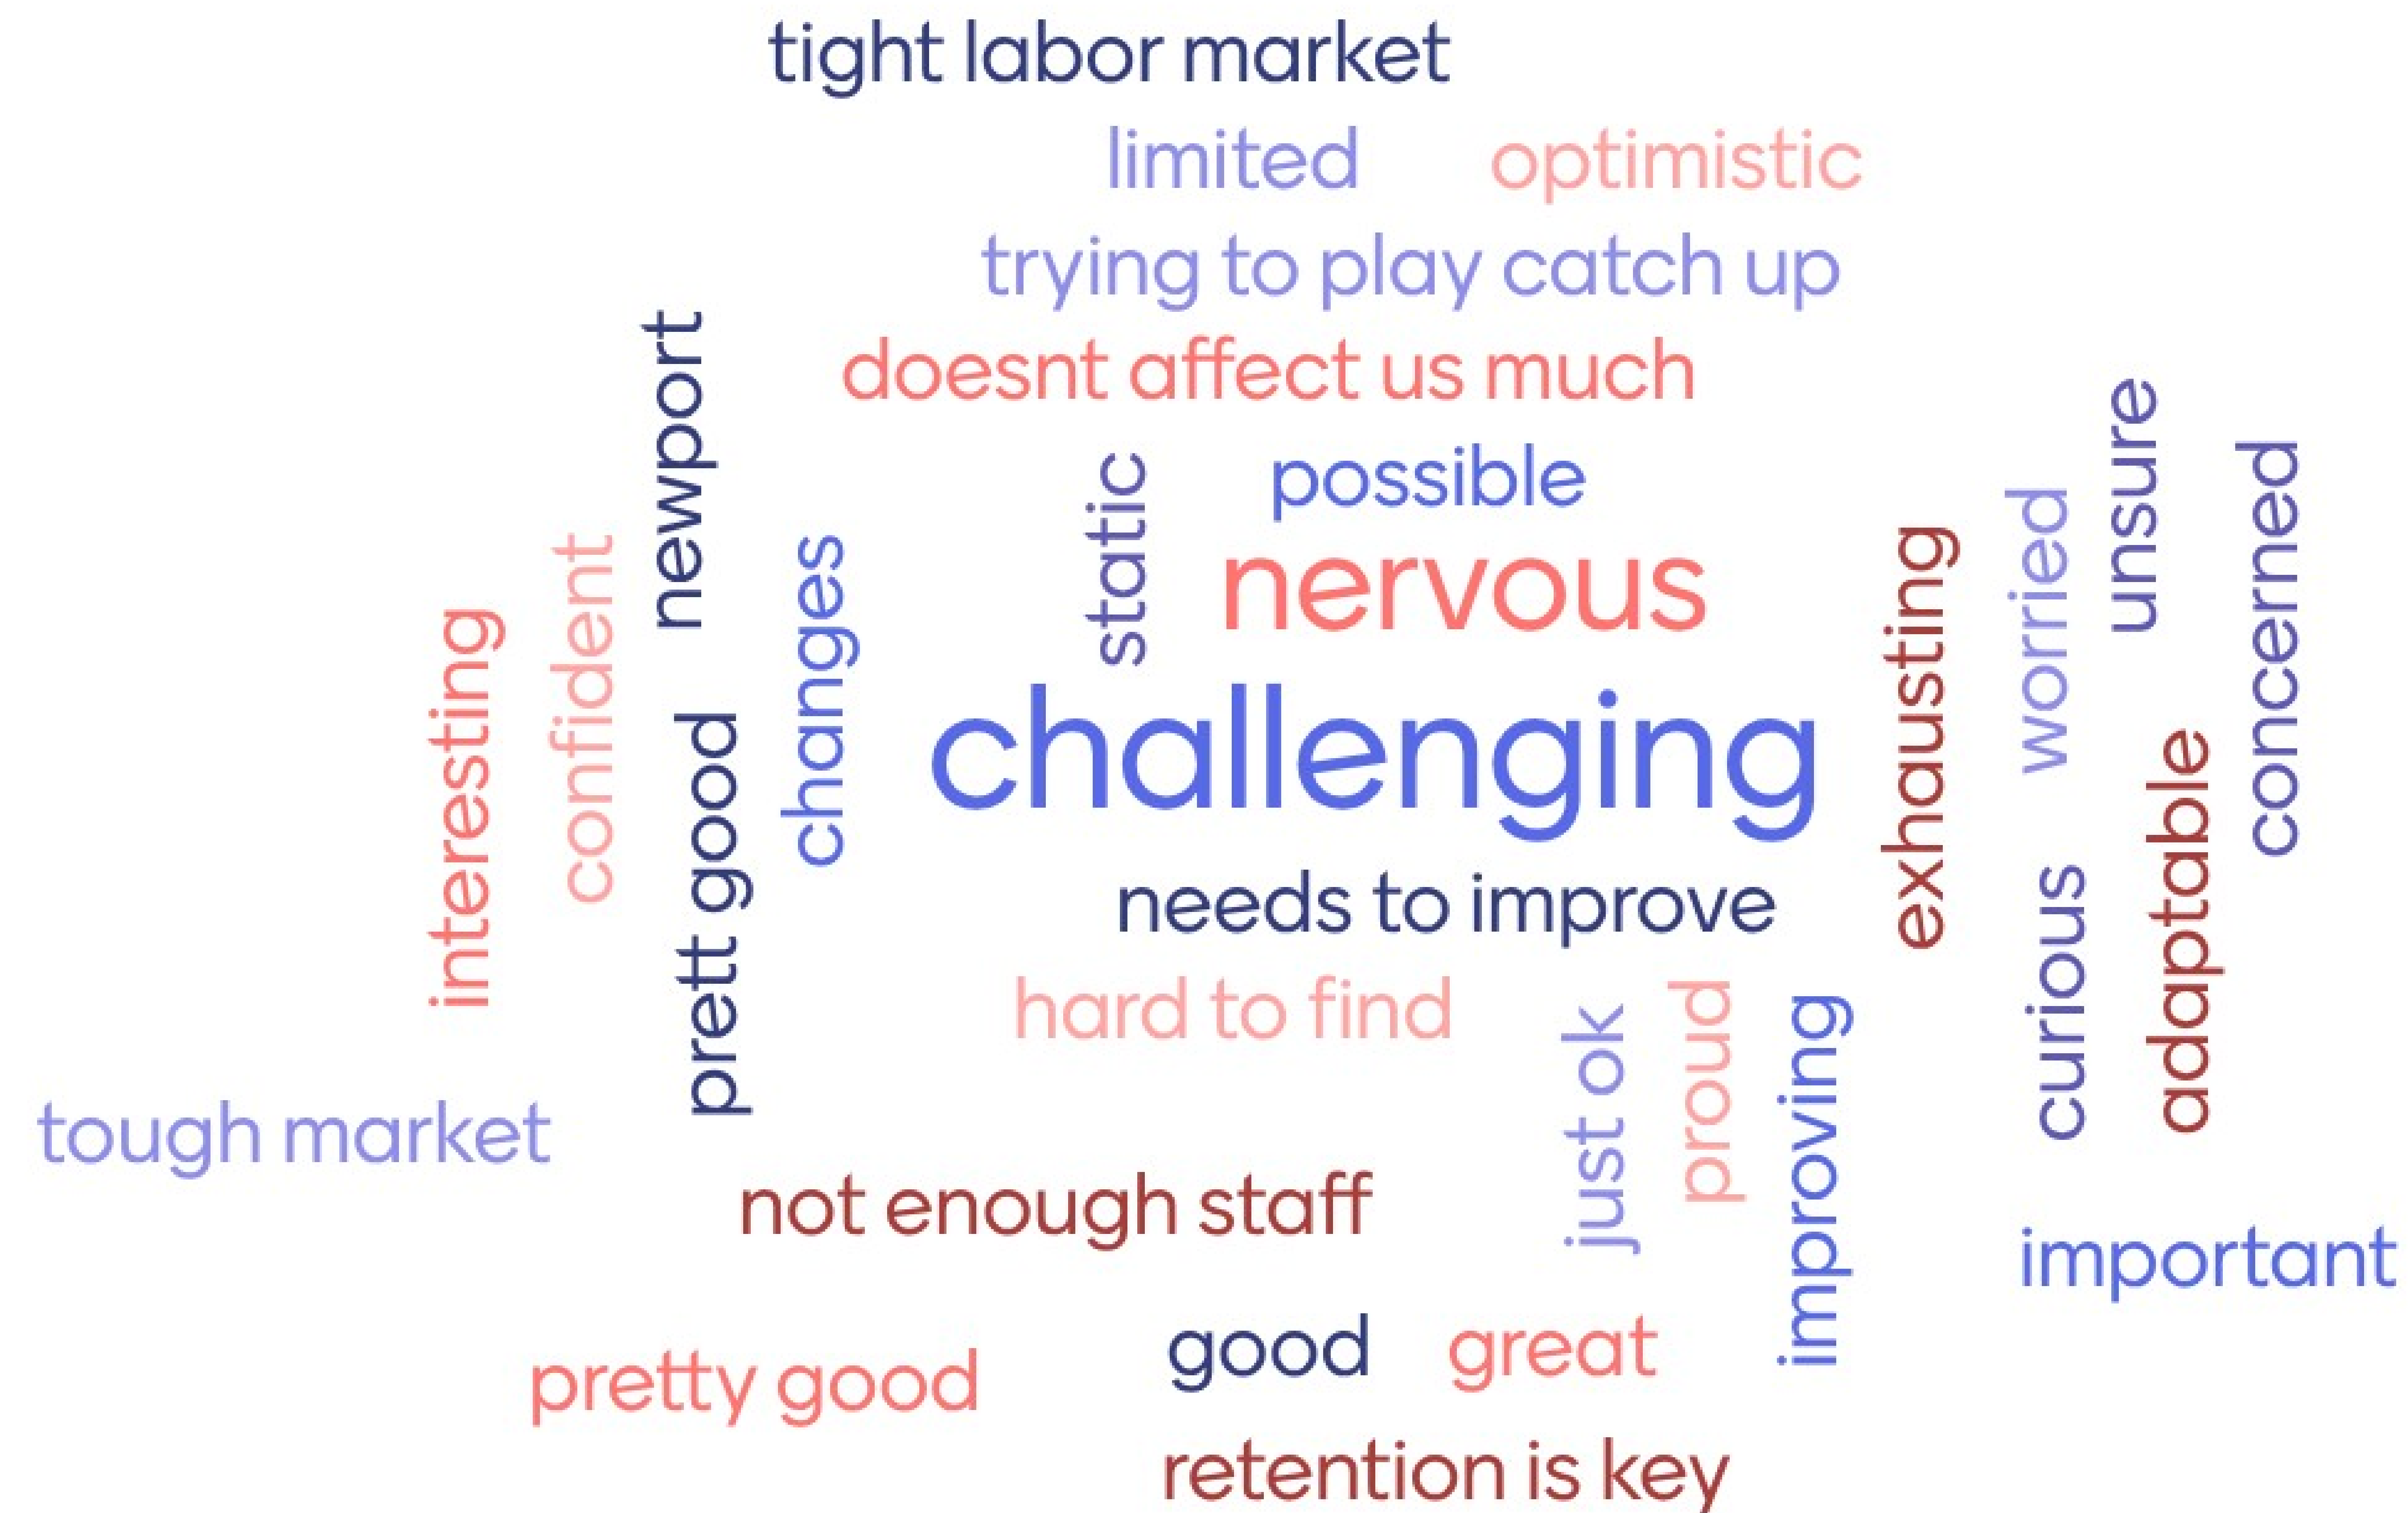 tight labor market
limited
optimistic
trying to play catch up
doesnt affect us much
newport
static
possible
nervous
unsure
concerned
worried
exhausting
changes
confident
interesting
challenging
prett good
needs to improve
curious
adaptable
hard to find
just ok
proud
improving
tough market
not enough staff
important
pretty good
good
great
retention is key